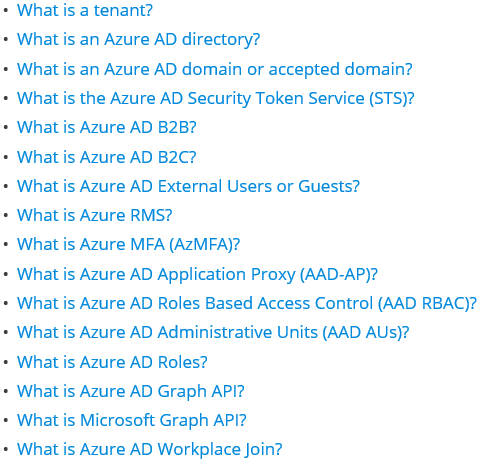 • What is a tenant?
• What is an Azure AD directory?
• What is an Azure AD domain or accepted domain?
• What is the Azure AD Security Token Service (STS)?
• What is Azure AD B2B?
• What is Azure AD B2C?
• What is Azure AD External Users or Guests?
• What is Azure RMS?
• What is Azure MFA (AzMFA)?
• What is Azure AD Application Proxy (AAD-AP)?
• What is Azure AD Roles Based Access Control (AAD RBAC)?
• What is Azure AD Administrative Units (AAD AUs)?
• What is Azure AD Roles?
• What is Azure AD Graph API?
• What is Microsoft Graph API?
• What is Azure AD Workplace Join?